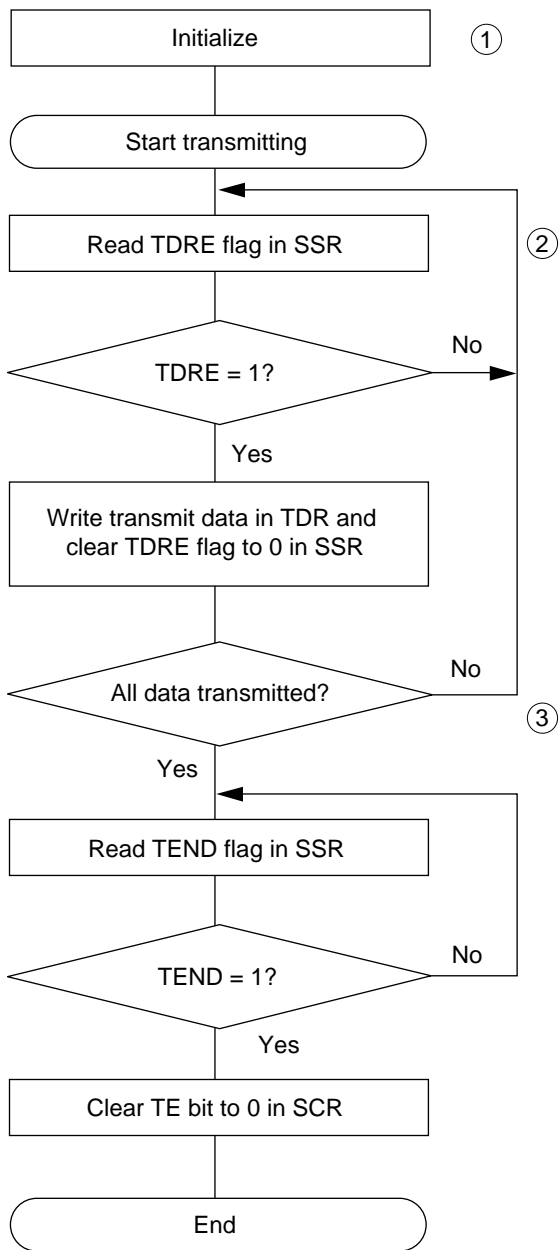 Initialize
1
Start transmitting
Read TDRE flag in SSR
2
No
TDRE = 1?
Yes
Write transmit data in TDR and
clear TDRE flag to 0 in SSR
No
All data transmitted?
3
Yes
Read TEND flag in SSR
No
TEND = 1?
Yes
Clear TE bit to 0 in SCR
End